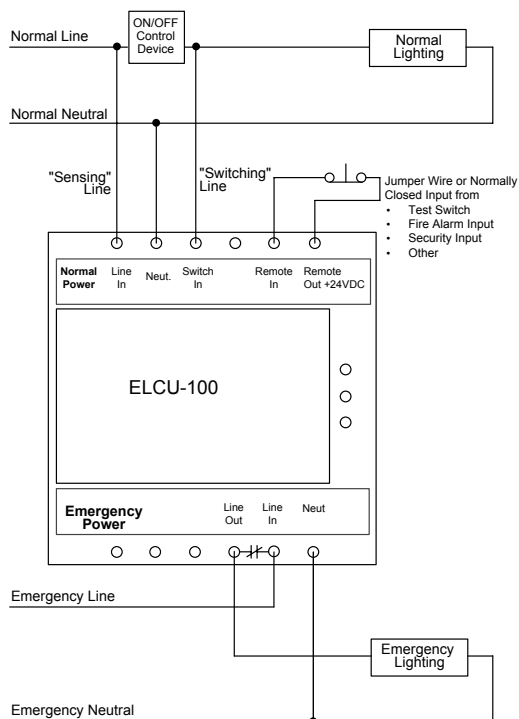 Normal Line
ON/OFF
Control
Device
Normal
Lighting
Normal Neutral
"Sensing"
Line
"Switching"
Line
Jumper Wire or Normally
Closed Input from
• Test Switch
• Fire Alarm Input
• Security Input
• Other
Normal
Power
Line
In
Neut.
Switch
In
Remote
In
Remote
Out +24VDC
ELCU-100
Emergency
Power
Line
Out
Line
In
Neut
Emergency Line
Emergency
Lighting
Emergency Neutral